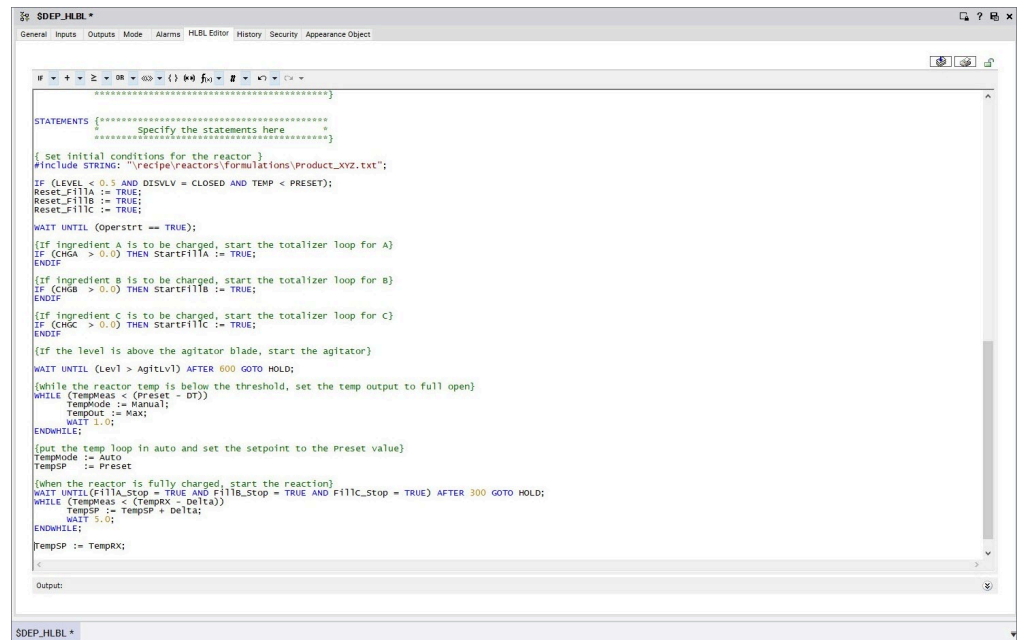 $DEP_HLBL *
General Inputs Outputs Mode Alarms HLBL Editor History Security Appearance Object
IF + ≥ OR «» { } f(x) #
*******************************************}
STATEMENTS {******************************************
* Specify the statements here *
*******************************************}
{ Set initial conditions for the reactor }
#include STRING: "\recipe\reactors\formulations\Product_XYZ.txt";
IF (LEVEL < 0.5 AND DISVLV = CLOSED AND TEMP < PRESET);
Reset_FillA := TRUE;
Reset_FillB := TRUE;
Reset_FillC := TRUE;
WAIT UNTIL (Operstrt == TRUE);
{If ingredient A is to be charged, start the totalizer loop for A}
IF (CHGA > 0.0) THEN StartFillA := TRUE;
ENDIF
{If ingredient B is to be charged, start the totalizer loop for B}
IF (CHGB > 0.0) THEN StartFillB := TRUE;
ENDIF
{If ingredient C is to be charged, start the totalizer loop for C}
IF (CHGC > 0.0) THEN StartFillC := TRUE;
ENDIF
{If the level is above the agitator blade, start the agitator}
WAIT UNTIL (Levl > AgitLvl) AFTER 600 GOTO HOLD;
{While the reactor temp is below the threshold, set the temp output to full open}
WHILE (TempMeas < (Preset - DT))
TempMode := Manual;
TempOut := Max;
WAIT 1.0;
ENDWHILE;
{put the temp loop in auto and set the setpoint to the Preset value}
TempMode := Auto
TempSP := Preset
{When the reactor is fully charged, start the reaction}
WAIT UNTIL(FillA_Stop = TRUE AND FillB_Stop = TRUE AND FillC_Stop = TRUE) AFTER 300 GOTO HOLD;
WHILE (TempMeas < (TempRX - Delta))
TempSP := TempSP + Delta;
WAIT 5.0;
ENDWHILE;
TempSP := TempRX;
Output:
$DEP_HLBL *